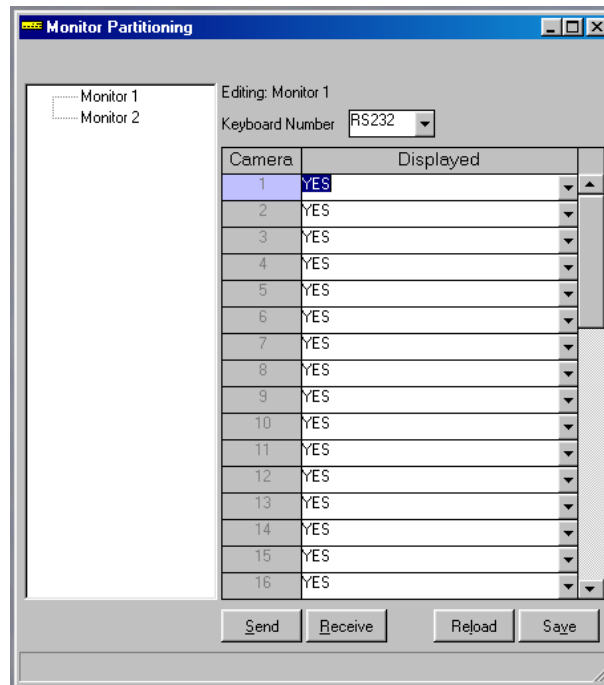 Monitor Partitioning
Monitor 1
Monitor 2
Editing: Monitor 1
Keyboard Number RS232
Camera Displayed
1 YES
2 YES
3 YES
4 YES
5 YES
6 YES
7 YES
8 YES
9 YES
10 YES
11 YES
12 YES
13 YES
14 YES
15 YES
16 YES
Send Receive Reload Save